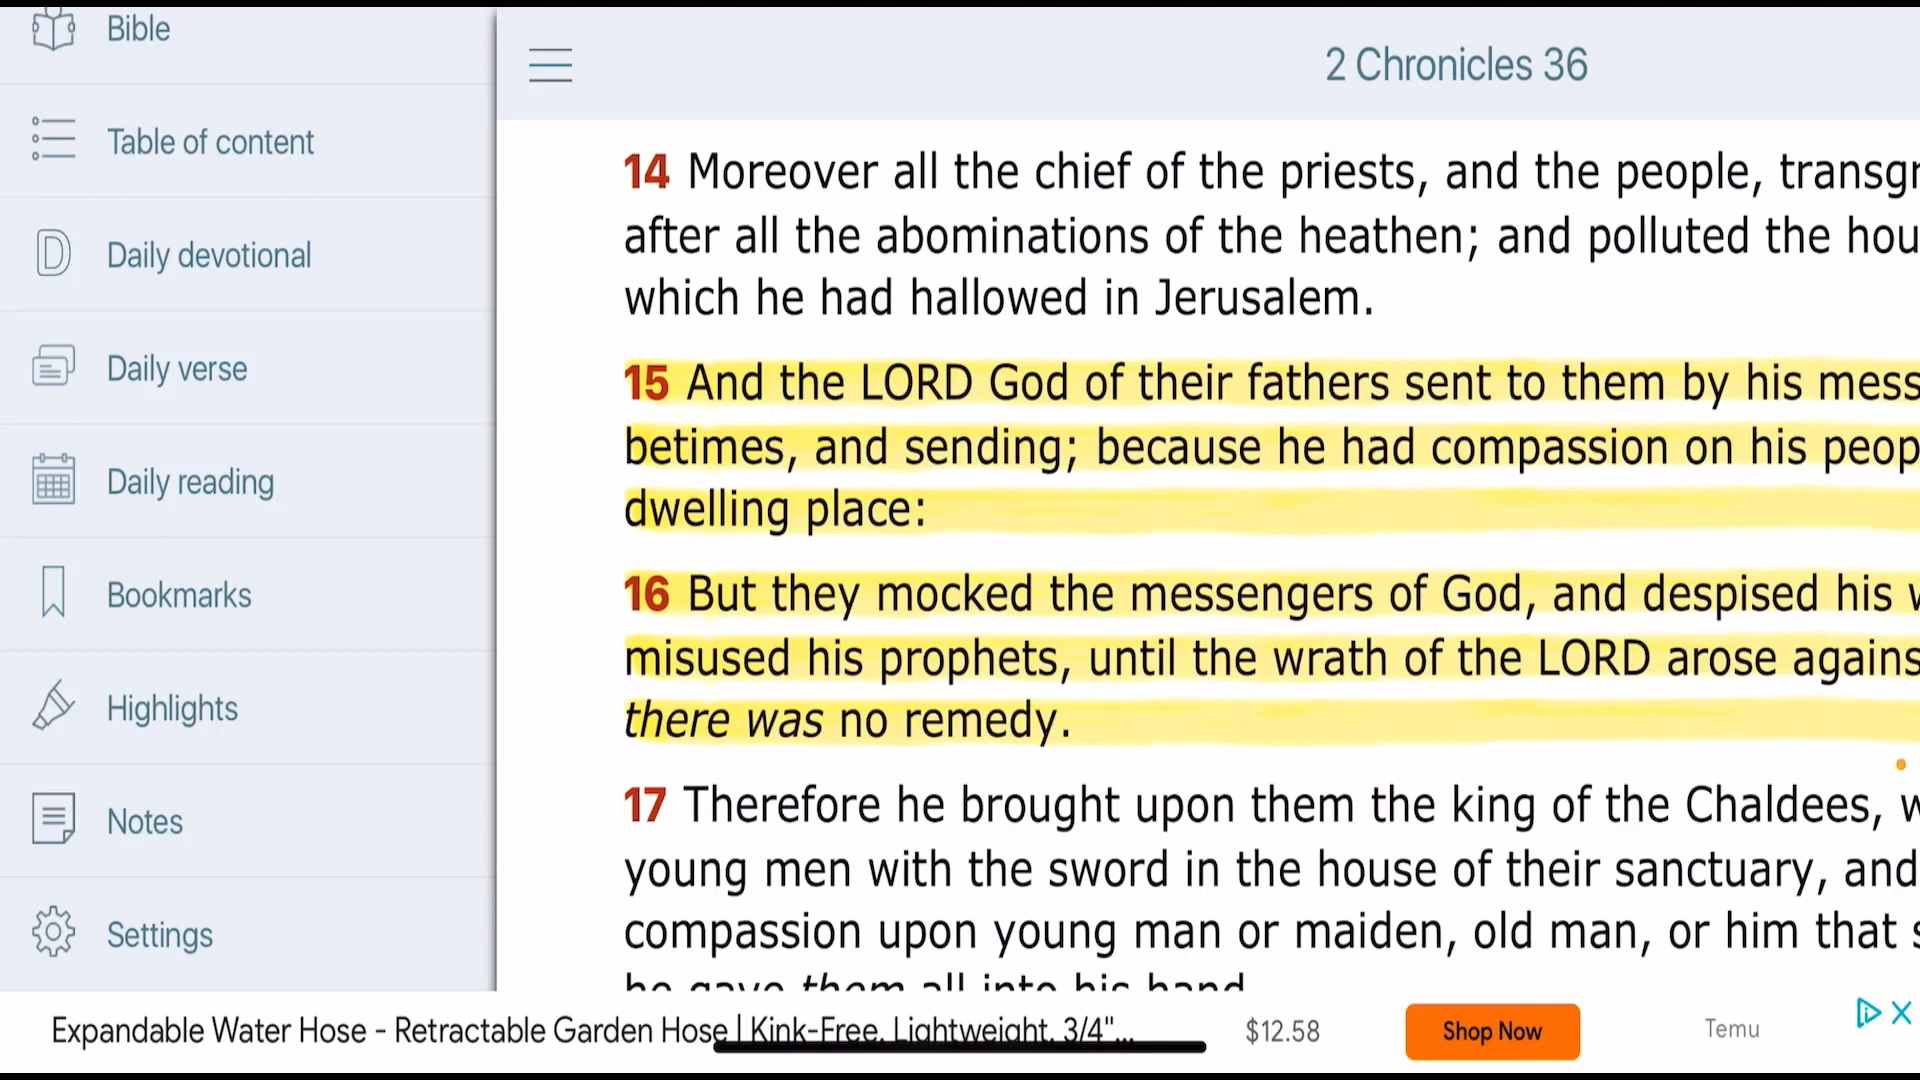 Bible
Table of content
Daily devotional
Daily verse
Daily reading
Bookmarks
Highlights
Notes
Settings
2 Chronicles 36
14 Moreover all the chief of the priests, and the people, transgr
after all the abominations of the heathen; and polluted the hou
which he had hallowed in Jerusalem.
15 And the LORD God of their fathers sent to them by his mess
betimes, and sending; because he had compassion on his peop
dwelling place:
16 But they mocked the messengers of God, and despised his w
misused his prophets, until the wrath of the LORD arose agains
there was no remedy.
17 Therefore he brought upon them the king of the Chaldees, w
young men with the sword in the house of their sanctuary, and
compassion upon young man or maiden, old man, or him that s
he gave them all into his hand
Expandable Water Hose - Retractable Garden Hose | Kink-Free, Lightweight, 3/4"...
$12.58
Shop Now
Temu